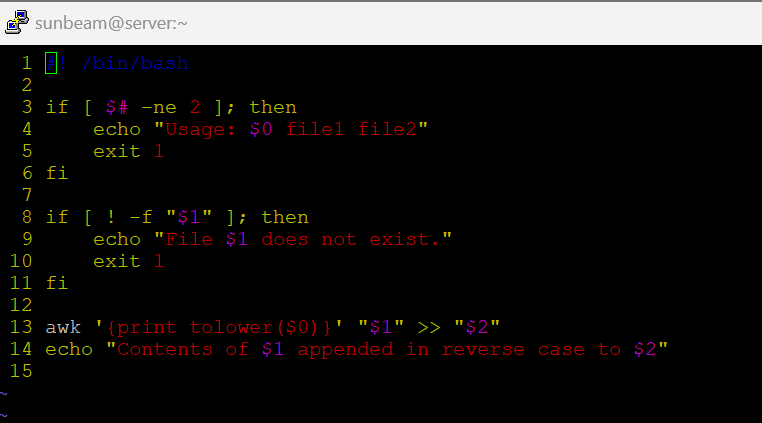 sunbeam@server:~
1 #! /bin/bash
2
3 if [ $# -ne 2 ]; then
4     echo "Usage: $0 file1 file2"
5     exit 1
6 fi
7
8 if [ ! -f "$1" ]; then
9     echo "File $1 does not exist."
10     exit 1
11 fi
12
13 awk '{print tolower($0)}' "$1" >> "$2"
14 echo "Contents of $1 appended in reverse case to $2"
15
~
~